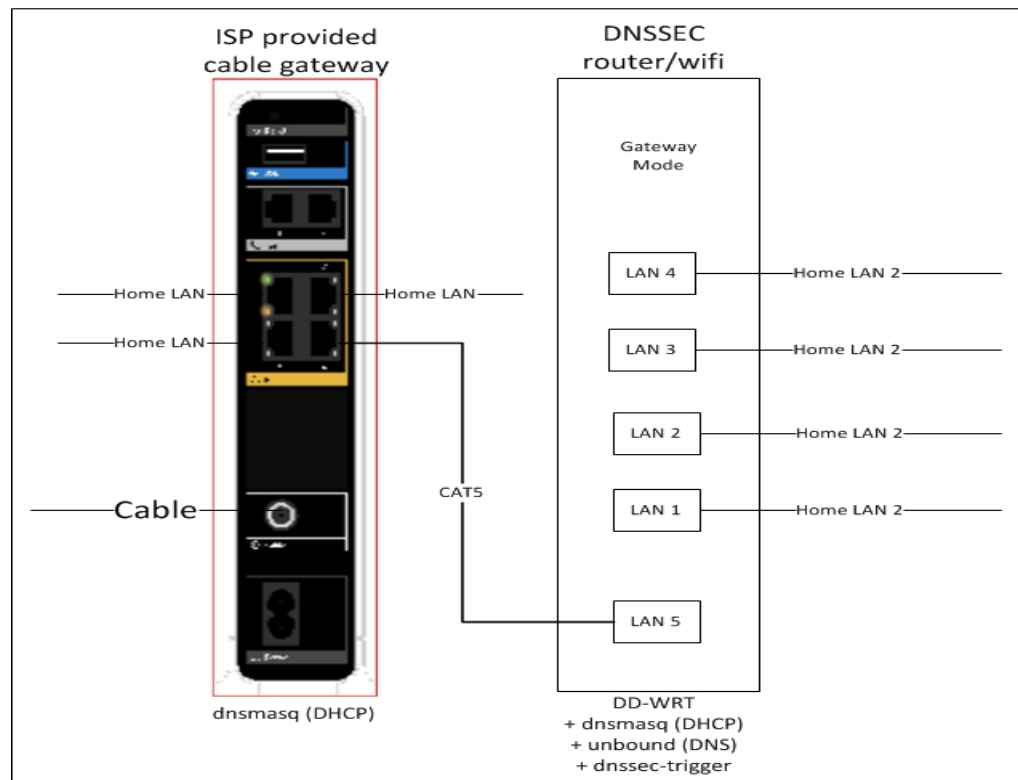 ISP provided
cable gateway
DNSSEC
router/wifi
Gateway
Mode
LAN 4
Home LAN 2
Home LAN
Home LAN
Home LAN
LAN 3
Home LAN 2
LAN 2
Home LAN 2
CAT5
Cable
LAN 1
Home LAN 2
LAN 5
dnsmasq (DHCP)
DD-WRT
+ dnsmasq (DHCP)
+ unbound (DNS)
+ dnssec-trigger